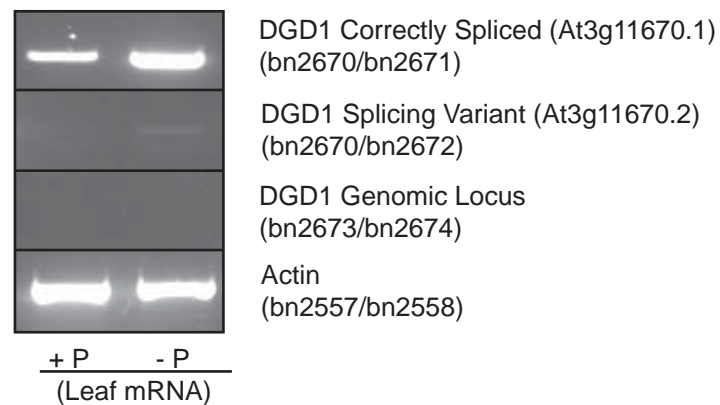 DGD1 Correctly Spliced (At3g11670.1)
(bn2670/bn2671)
DGD1 Splicing Variant (At3g11670.2)
(bn2670/bn2672)
DGD1 Genomic Locus
(bn2673/bn2674)
Actin
(bn2557/bn2558)
+ P - P
(Leaf mRNA)